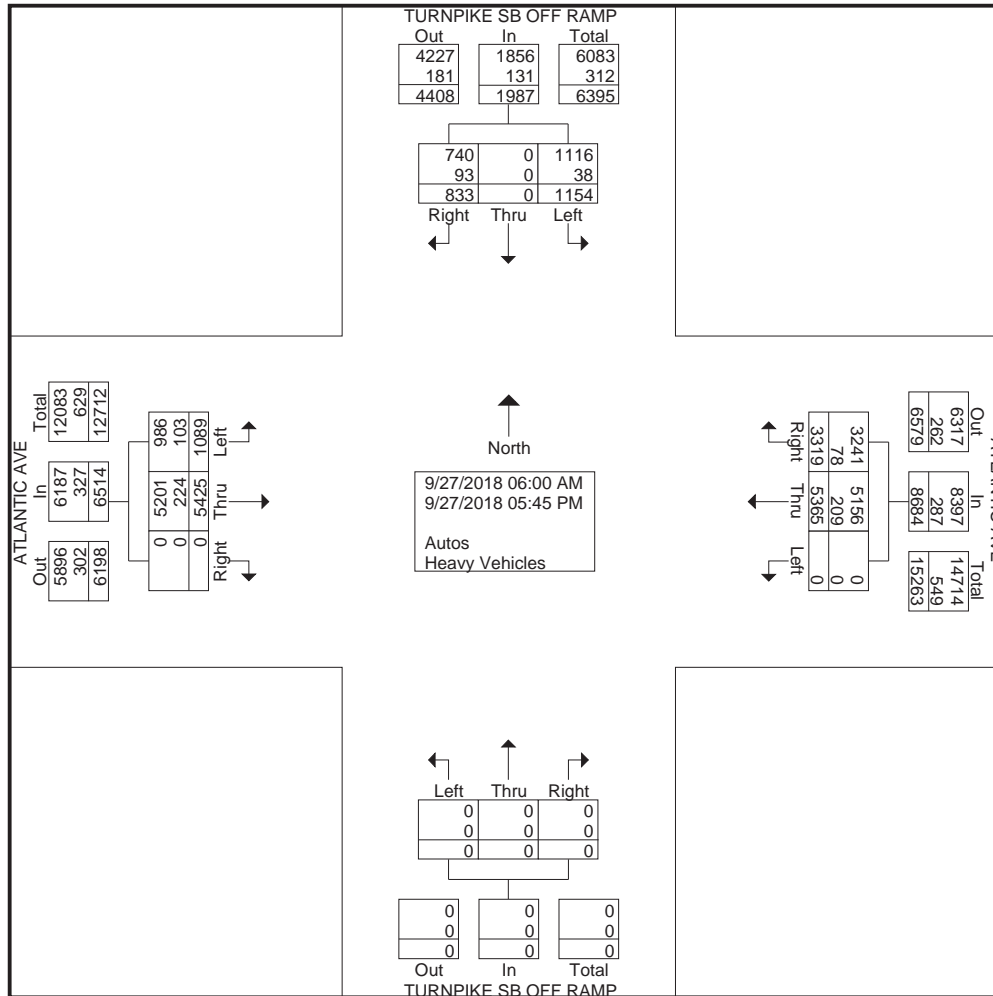 TURNPIKE SB OFF RAMP
Out In Total
4227 1856 6083
181 131 312
4408 1987 6395
740 0 1116
93 0 38
833 0 1154
Right Thru Left
ATLANTIC AVE
Total In Out
12083 6187 5896
629 327 302
12712 6514 6198
Left Thru Right
986 5201 0
103 224 0
1089 5425 0
North
9/27/2018 06:00 AM
9/27/2018 05:45 PM
Autos
Heavy Vehicles
Right Thru Left
3241 5156 0
78 209 0
3319 5365 0
Out In Total
6317 8397 14714
262 287 549
6579 8684 15263
Left Thru Right
0 0 0
0 0 0
0 0 0
0 0 0
0 0 0
0 0 0
Out In Total
TURNPIKE SB OFF RAMP